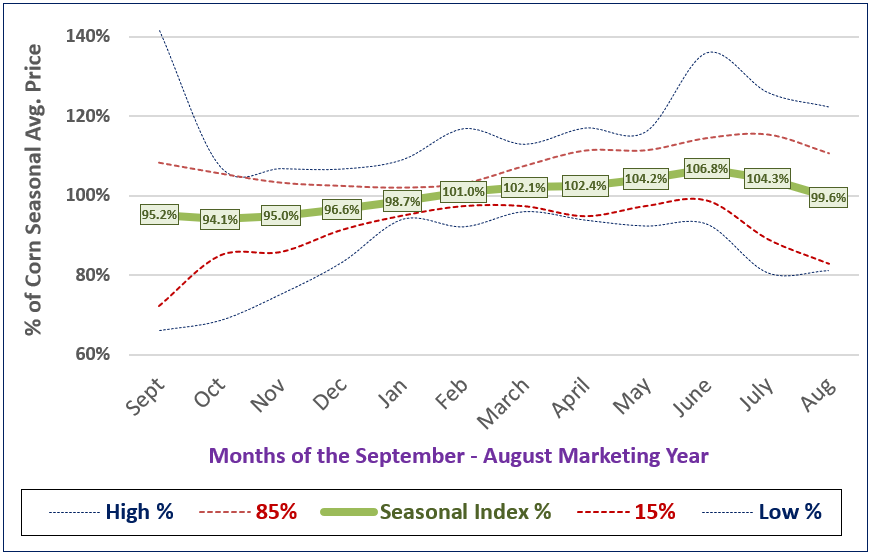 % of Corn Seasonal Avg. Price
140%
120%
100%
80%
60%
95.2%
94.1%
95.0%
96.6%
98.7%
101.0%
102.1%
102.4%
104.2%
106.8%
104.3%
99.6%
Sept
Oct
Nov
Dec
Jan
Feb
March
April
May
June
July
Aug
Months of the September - August Marketing Year
High % 85% Seasonal Index % 15% Low %